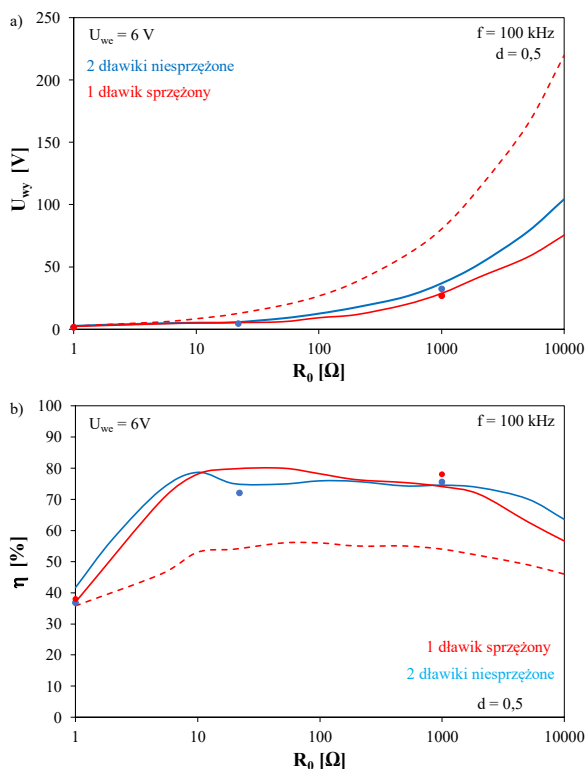 a)
U_we = 6 V
f = 100 kHz
d = 0,5
2 dławiki niesprzężone
1 dławik sprzężony
250
200
150
100
50
0
U_wy [V]
1 10 100 1000 10000
R_0 [Ω]
b)
U_we = 6V
f = 100 kHz
100
90
80
70
60
50
40
30
20
10
0
η [%]
1 dławik sprzężony
2 dławiki niesprzężone
d = 0,5
1 10 100 1000 10000
R_0 [Ω]